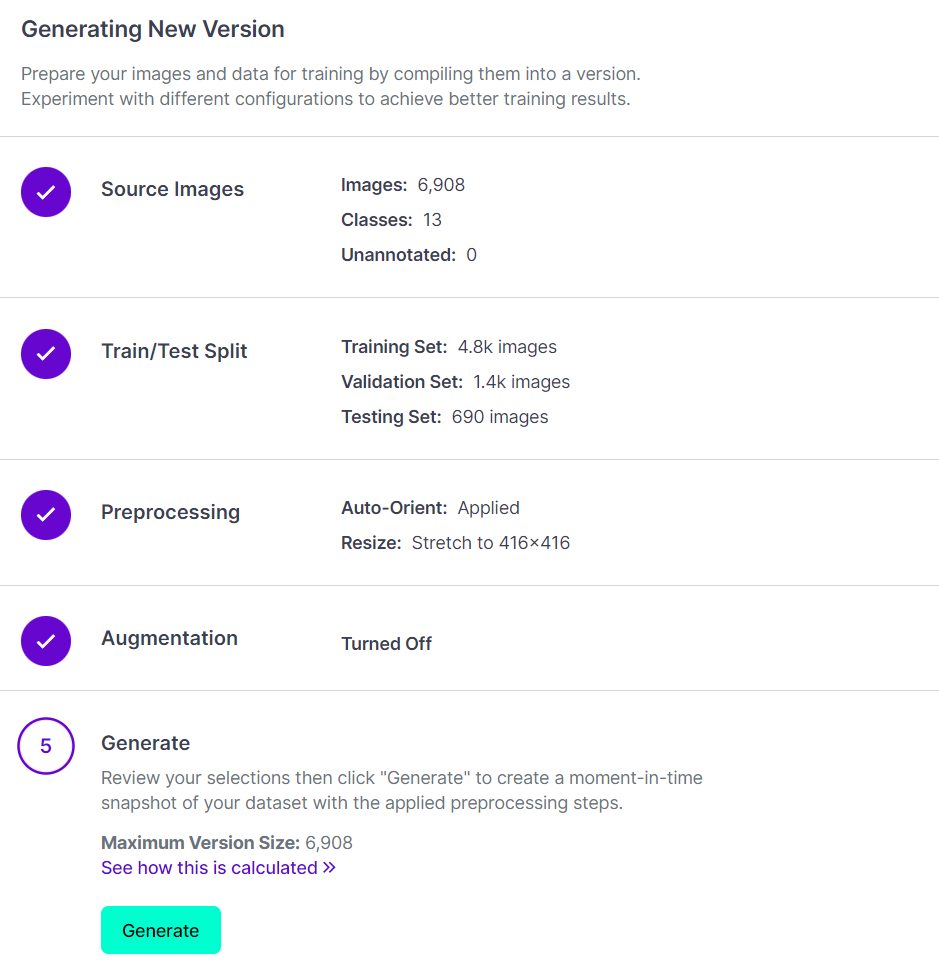 Generating New Version
Prepare your images and data for training by compiling them into a version.
Experiment with different configurations to achieve better training results.
Source Images
Images: 6,908
Classes: 13
Unannotated: 0
Train/Test Split
Training Set: 4.8k images
Validation Set: 1.4k images
Testing Set: 690 images
Preprocessing
Auto-Orient: Applied
Resize: Stretch to 416×416
Augmentation
Turned Off
5
Generate
Review your selections then click "Generate" to create a moment-in-time
snapshot of your dataset with the applied preprocessing steps.
Maximum Version Size: 6,908
See how this is calculated »
Generate